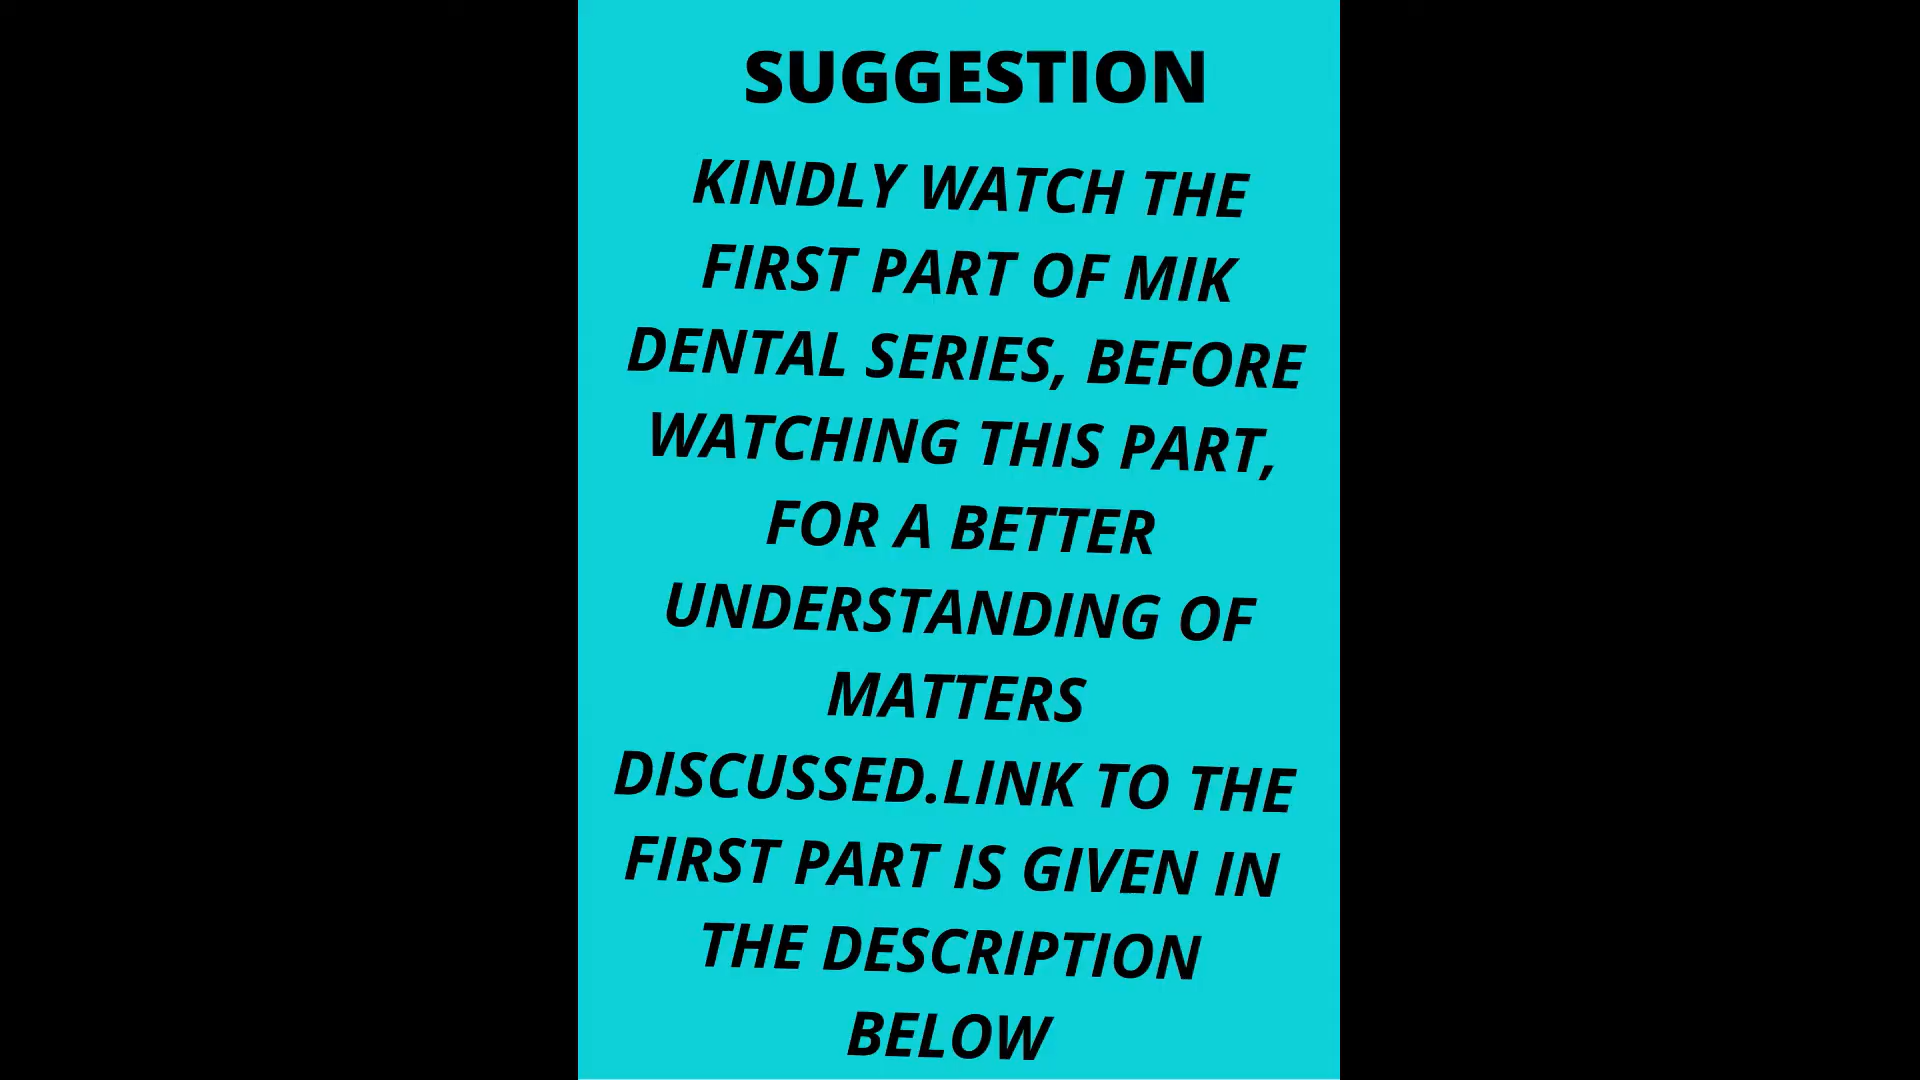 SUGGESTION
KINDLY WATCH THE
FIRST PART OF MIK
DENTAL SERIES, BEFORE
WATCHING THIS PART,
FOR A BETTER
UNDERSTANDING OF
MATTERS
DISCUSSED.LINK TO THE
FIRST PART IS GIVEN IN
THE DESCRIPTION
BELOW